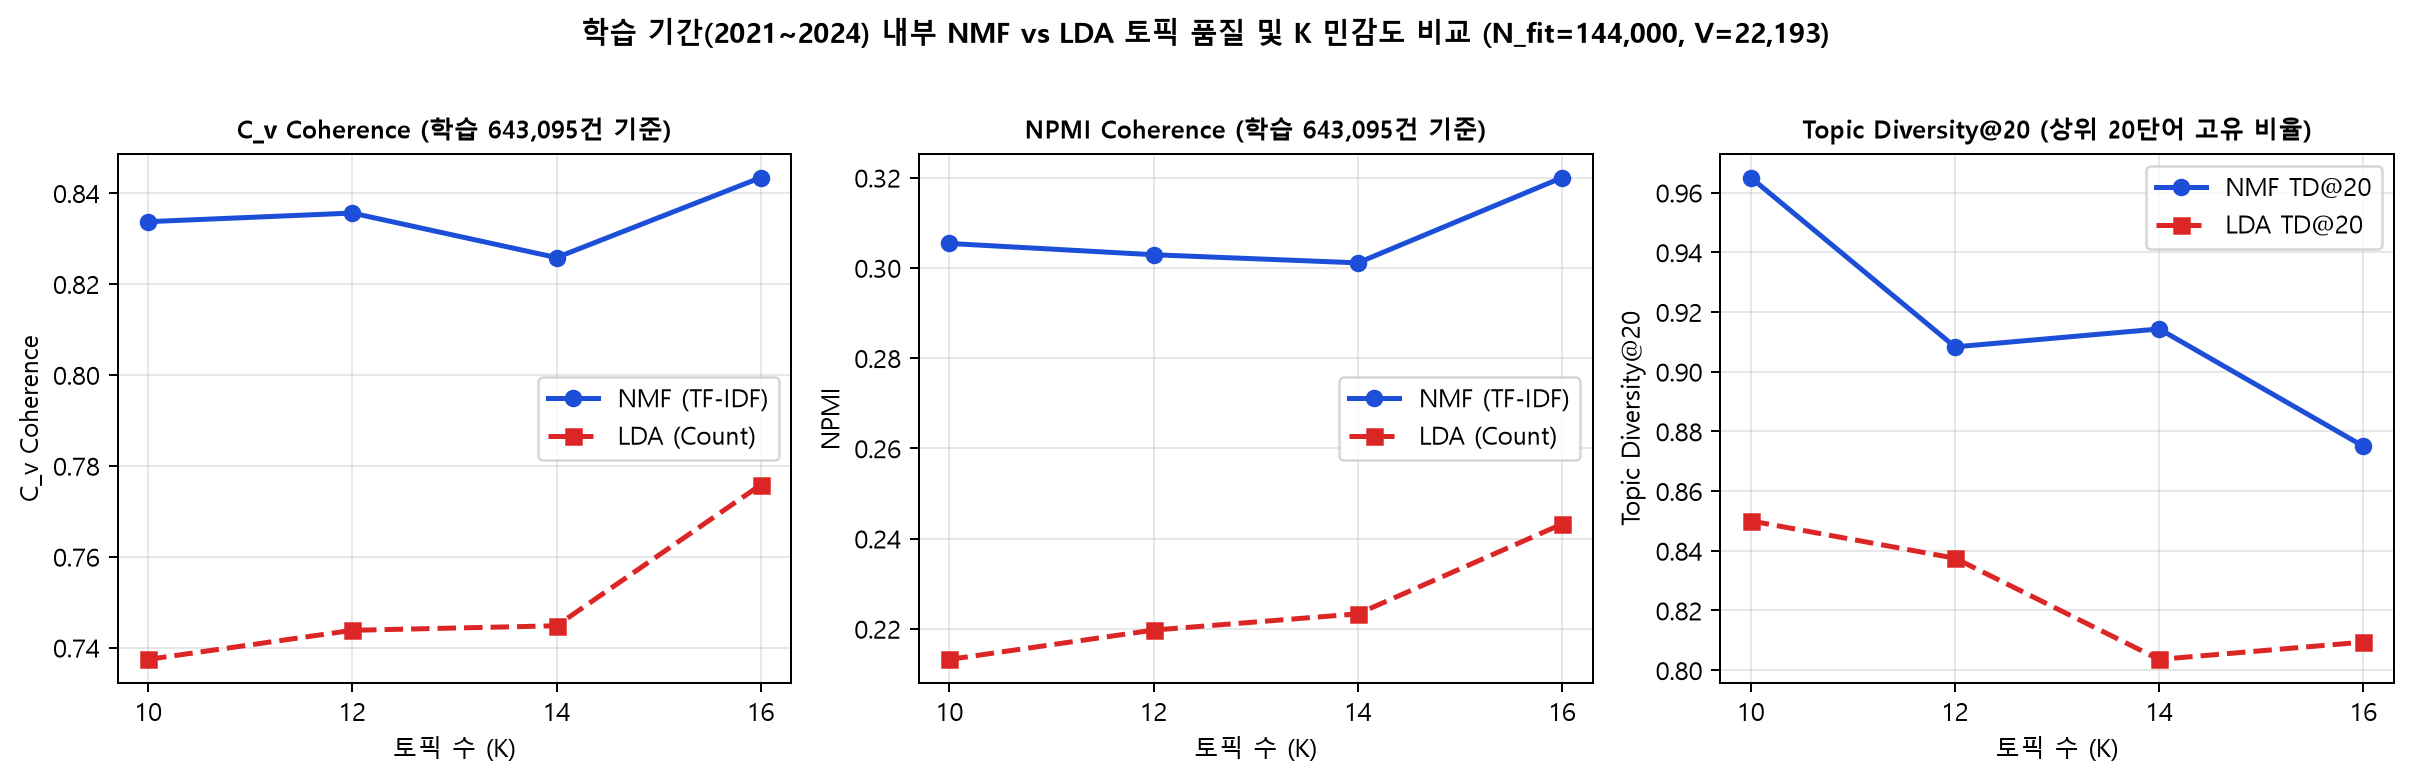 학습 기간(2021~2024) 내부 NMF vs LDA 토픽 품질 및 K 민감도 비교 (N_fit=144,000, V=22,193)
C_v Coherence (학습 643,095건 기준)
C_v Coherence
0.84
0.82
0.80
0.78
0.76
0.74
NMF (TF-IDF)
LDA (Count)
10
12
14
16
토픽 수 (K)
NPMI Coherence (학습 643,095건 기준)
NPMI
0.32
0.30
0.28
0.26
0.24
0.22
NMF (TF-IDF)
LDA (Count)
10
12
14
16
토픽 수 (K)
Topic Diversity@20 (상위 20단어 고유 비율)
Topic Diversity@20
0.96
0.94
0.92
0.90
0.88
0.86
0.84
0.82
0.80
NMF TD@20
LDA TD@20
10
12
14
16
토픽 수 (K)